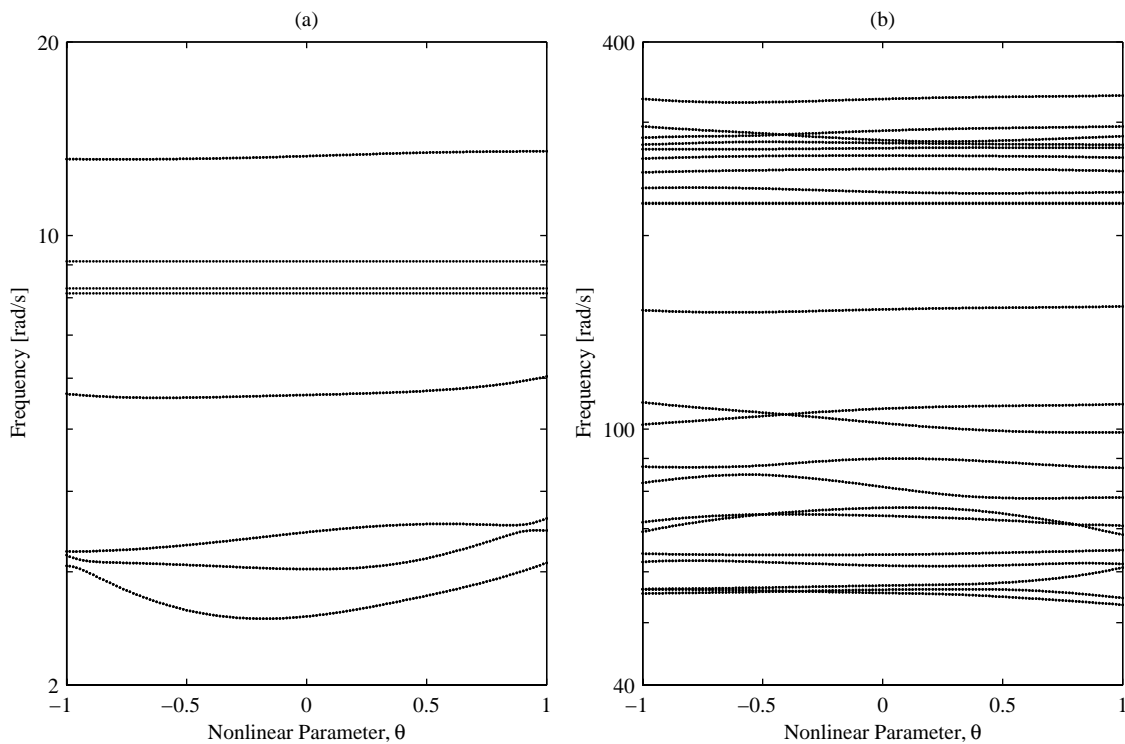 (a)
20
10
2
−1
−0.5
0
0.5
1
Frequency [rad/s]
Nonlinear Parameter, θ
(b)
400
100
40
−1
−0.5
0
0.5
1
Frequency [rad/s]
Nonlinear Parameter, θ